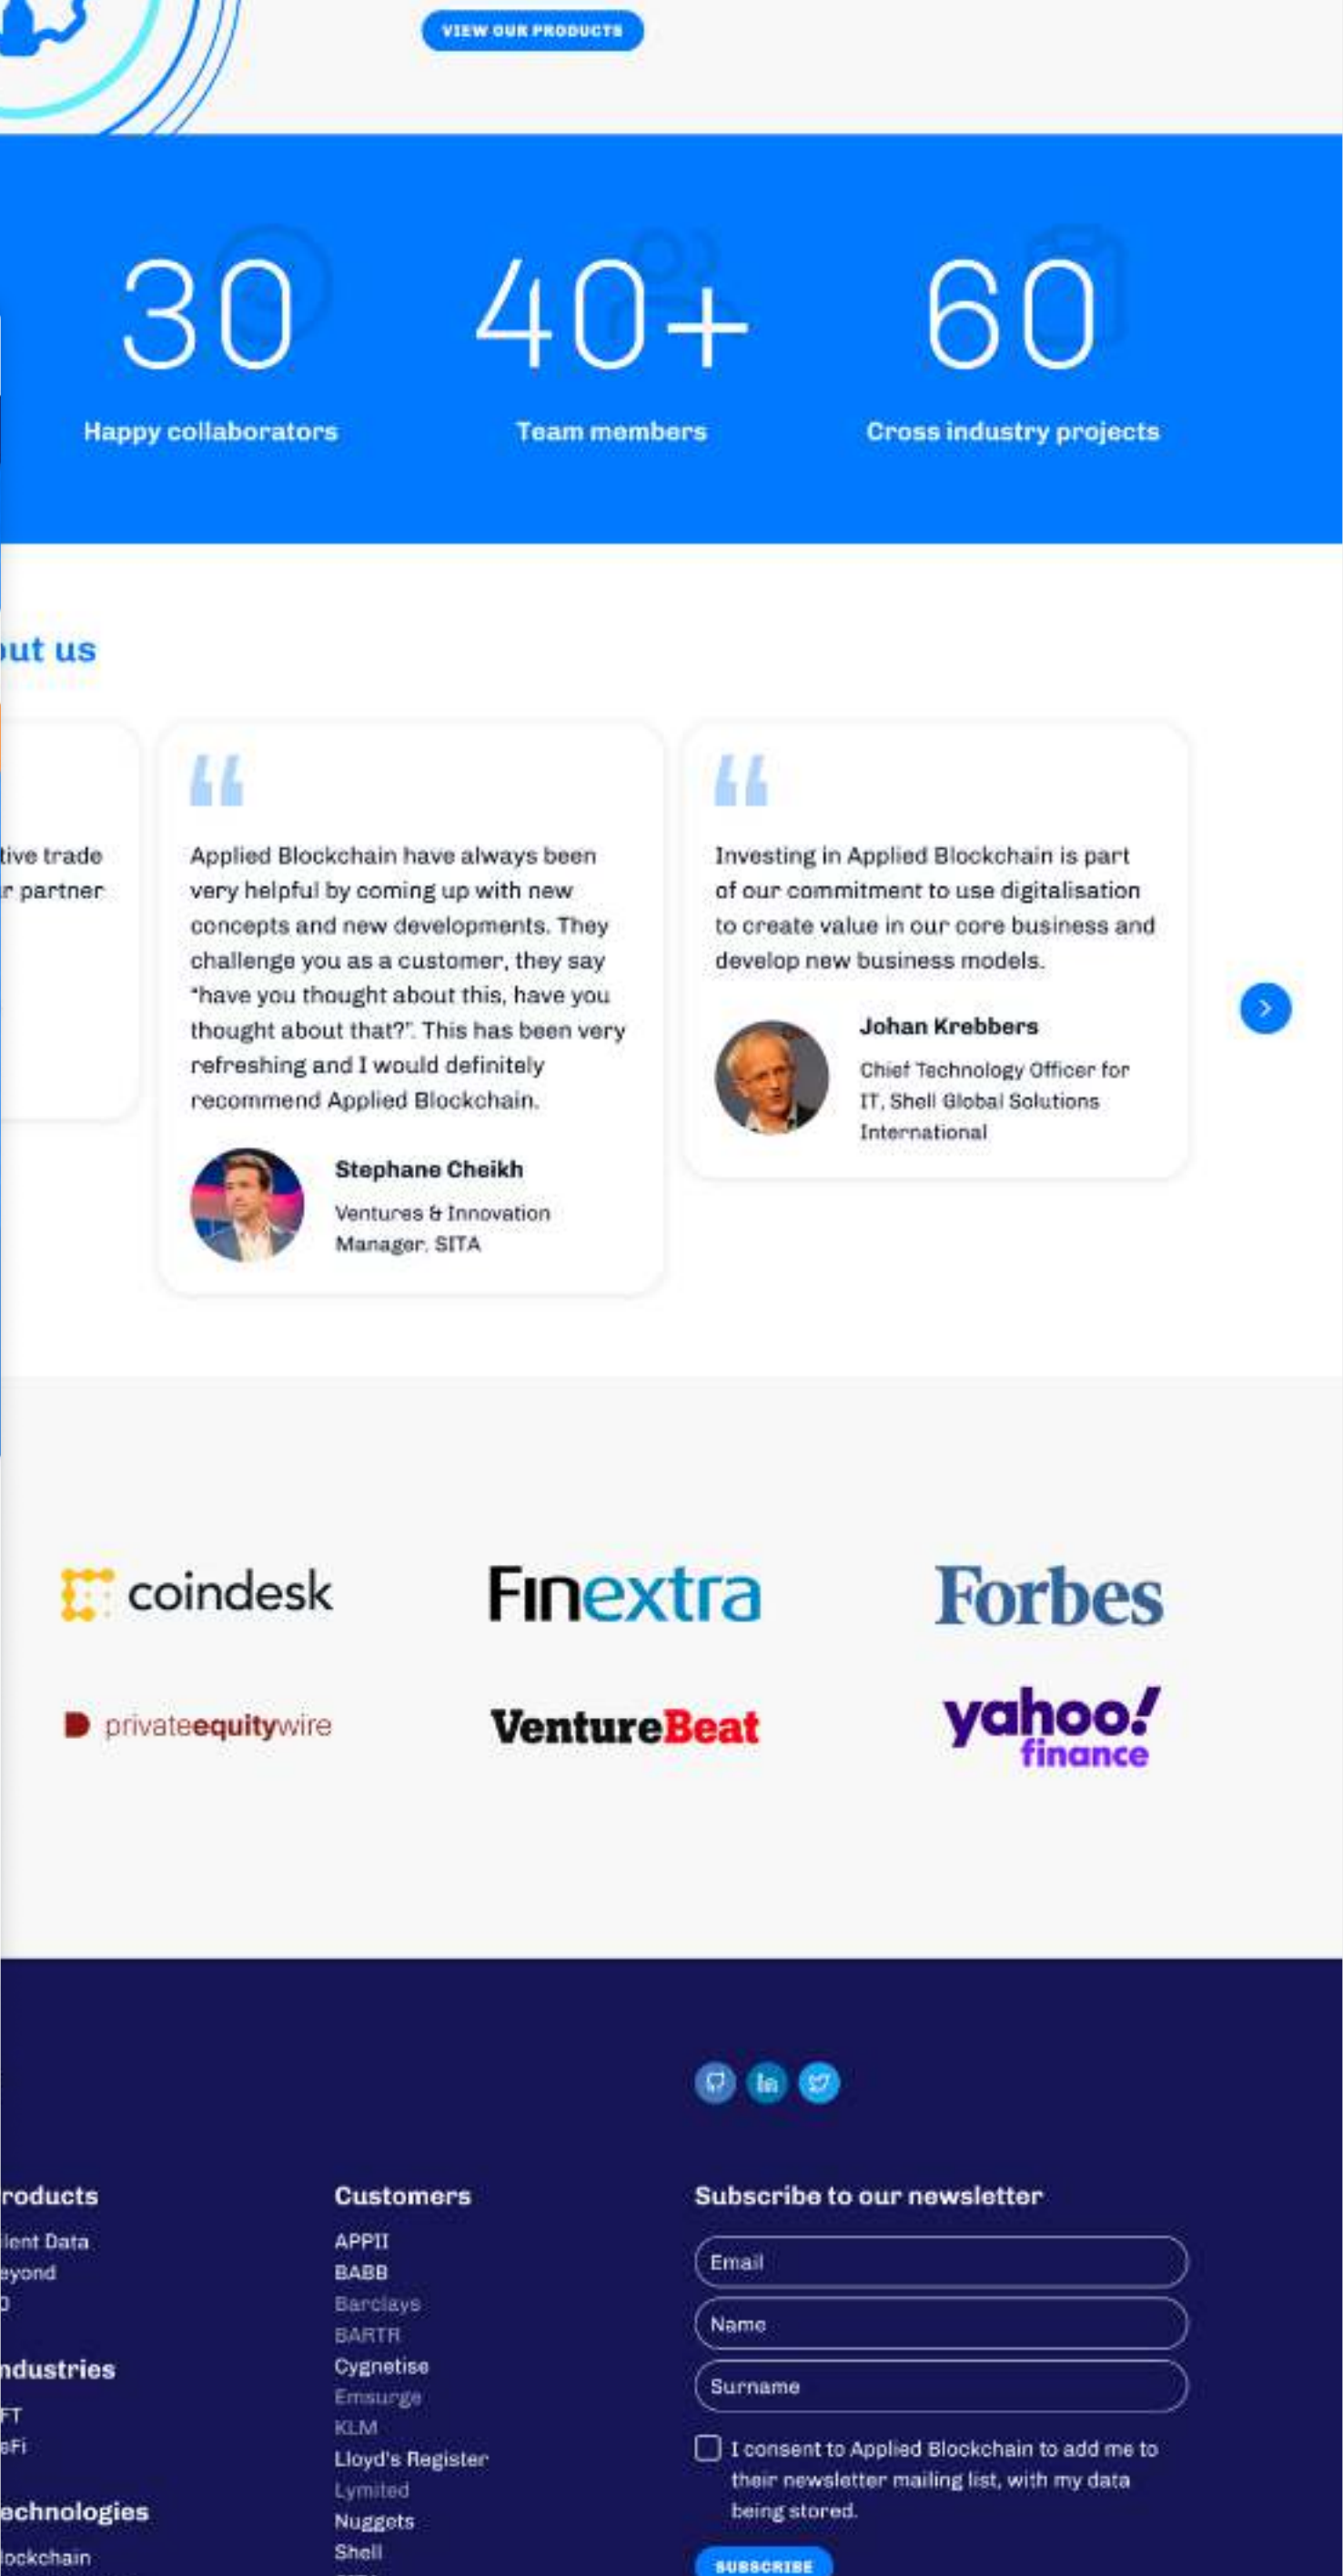 VIEW OUR PRODUCTS
30
40+
60
Happy collaborators
Team members
Cross industry projects
out us
tive trade
r partner
Applied Blockchain have always been
very helpful by coming up with new
concepts and new developments. They
challenge you as a customer, they say
"have you thought about this, have you
thought about that?". This has been very
refreshing and I would definitely
recommend Applied Blockchain.
Stephane Cheikh
Ventures & Innovation
Manager, SITA
Investing in Applied Blockchain is part
of our commitment to use digitalisation
to create value in our core business and
develop new business models.
Johan Krebbers
Chief Technology Officer for
IT, Shell Global Solutions
International
coindesk
Finextra
Forbes
privateequitywire
VentureBeat
yahoo!
finance
in
roducts
ilent Data
eyond
ndustries
FT
eFi
echnologies
lockchain
Customers
APPII
BABB
Barclays
BARTR
Cygnetise
Emsurge
KLM
Lloyd's Register
Lymited
Nuggets
Shell
Subscribe to our newsletter
Email
Name
Surname
I consent to Applied Blockchain to add me to
their newsletter mailing list, with my data
being stored.
SUBSCRIBE